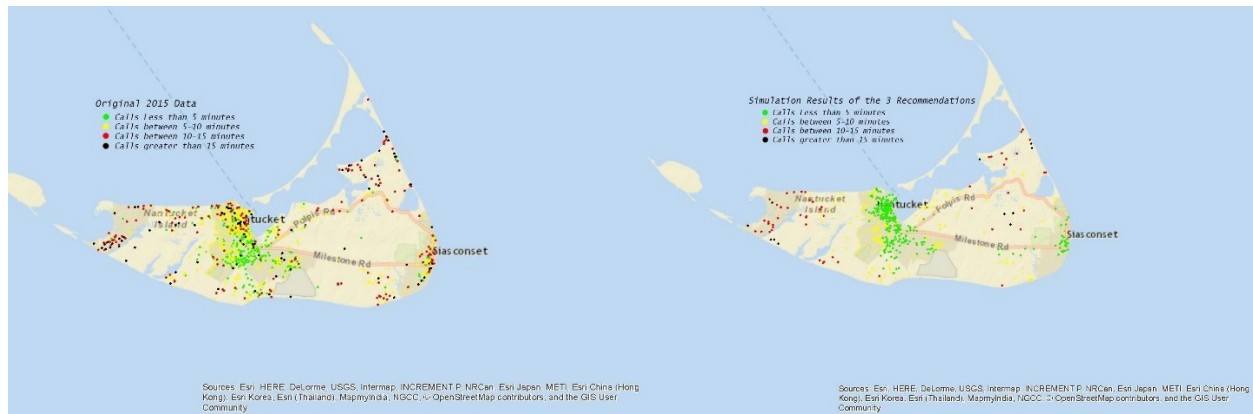 Original 2015 Data
Calls Less than 5 minutes
Calls between 5-10 minutes
Calls between 10-15 minutes
Calls greater than 15 minutes
Nantucket
Island
Polpis Rd
Milestone Rd
Siasconset
Sources: Esri, HERE, DeLorme, USGS, Intermap, INCREMENT P, NRCan, Esri Japan, METI, Esri China (Hong
Kong), Esri Korea, Esri (Thailand), MapmyIndia, NGCC, © OpenStreetMap contributors, and the GIS User
Community
Simulation Results of the 3 Recommendations
Calls Less than 5 minutes
Calls between 5-10 minutes
Calls between 10-15 minutes
Calls greater than 15 minutes
Nantucket
Island
Nantucket
Polpis Rd
Milestone Rd
Siasconset
Sources: Esri, HERE, DeLorme, USGS, Intermap, INCREMENT P, NRCan, Esri Japan, METI, Esri China (Hong
Kong), Esri Korea, Esri (Thailand), MapmyIndia, NGCC, © OpenStreetMap contributors, and the GIS User
Community